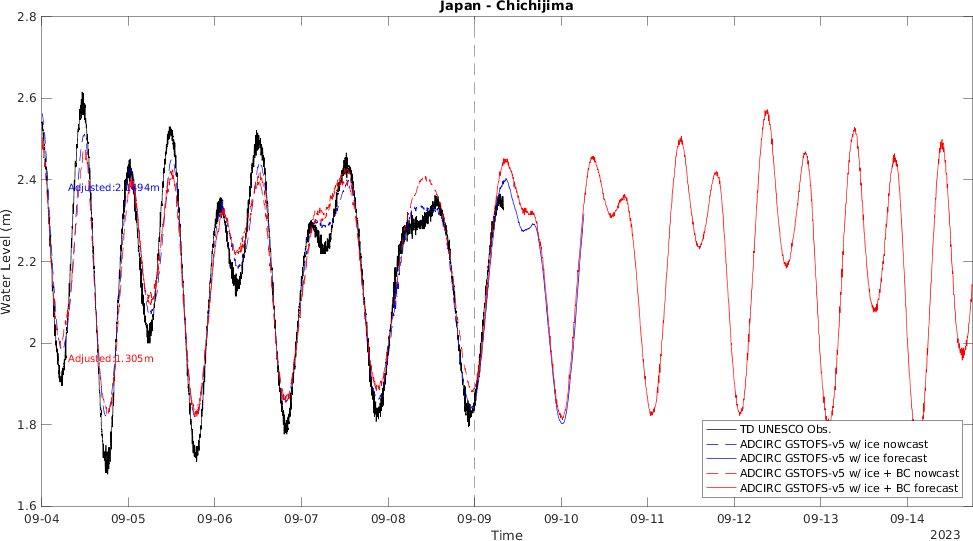 Japan - Chichijima
2.8
2.6
2.4
2.2
2
1.8
1.6
Water Level (m)
Adjusted:1.305m
09-04
09-05
09-06
09-07
09-08
09-09
09-10
09-11
09-12
09-13
09-14
Time
2023
TD UNESCO Obs.
ADCIRC GSTOFS-v5 w/ ice nowcast
ADCIRC GSTOFS-v5 w/ ice forecast
ADCIRC GSTOFS-v5 w/ ice + BC nowcast
ADCIRC GSTOFS-v5 w/ ice + BC forecast